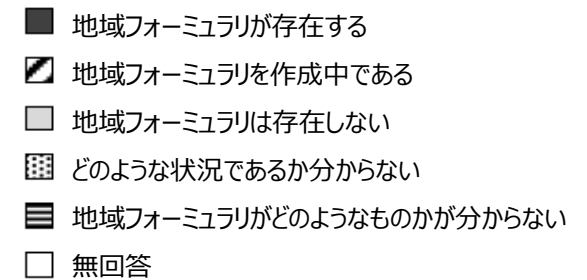 地域フォーミュラリが存在する
地域フォーミュラリを作成中である
地域フォーミュラリは存在しない
どのような状況であるか分からない
地域フォーミュラリがどのようなものかが分からない
無回答